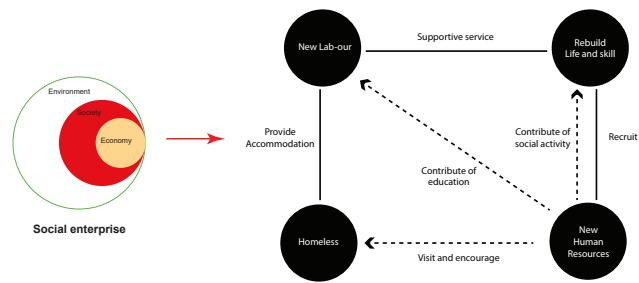 Environment
Society
Economy
Social enterprise
New Lab-our
Supportive service
Rebuild
Life and skill
Provide
Accommodation
Contribute of
social activity
Recruit
Contribute of
education
Homeless
Visit and encourage
New
Human
Resources